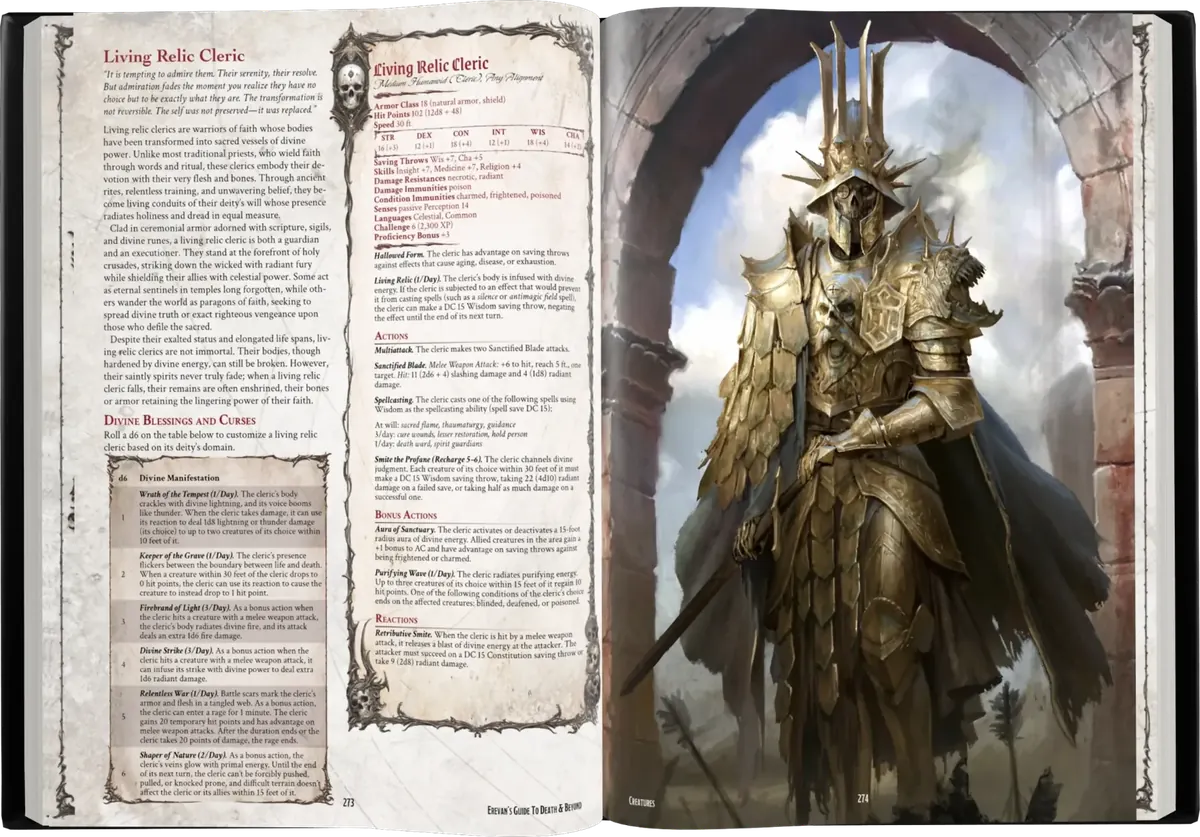 Living Relic Cleric
"It is tempting to admire them. Their serenity, their resolve.
But admiration fades the moment you realize they have no
choice but to be exactly what they are. The transformation is
not reversible. The self was not preserved—it was replaced."
Living relic clerics are warriors of faith whose bodies
have been transformed into sacred vessels of divine
power. Unlike most traditional priests, who wield faith
through words and ritual, these clerics embody their de-
votion with their very flesh and bones. Through ancient
rites, relentless training, and unwavering belief, they be-
come living conduits of their deity's will whose presence
radiates holiness and dread in equal measure.
Clad in ceremonial armor adorned with scripture, sigils,
and divine runes, a living relic cleric is both a guardian
and an executioner. They stand at the forefront of holy
crusades, striking down the wicked with radiant fury
while shielding their allies with celestial power. Some act
as eternal sentinels in temples long forgotten, while oth-
ers wander the world as paragons of faith, seeking to
spread divine truth or exact righteous vengeance upon
those who defile the sacred.
Despite their exalted status and elongated life spans, liv-
ing relic clerics are not immortal. Their bodies, though
hardened by divine energy, can still be broken. However,
their saintly spirits never truly fade; when a living relic
cleric falls, their remains are often enshrined, their bones
or armor retaining the lingering power of their faith.
Divine Blessings and Curses
Roll a d6 on the table below to customize a living relic
cleric based on its deity's domain.
d6 Divine Manifestation
1 Wrath of the Tempest (1/Day). The cleric's body
crackles with divine lightning, and its voice booms
like thunder. When the cleric takes damage, it can use
its reaction to deal 1d8 lightning or thunder damage
(its choice) to up to two creatures of its choice within
10 feet of it.
2 Keeper of the Grave (1/Day). The cleric's presence
flickers between the boundary between life and death.
When a creature within 30 feet of the cleric drops to
0 hit points, the cleric can use its reaction to cause the
creature to instead drop to 1 hit point.
3 Firebrand of Light (3/Day). As a bonus action when
the cleric hits a creature with a melee weapon attack,
the cleric's body radiates divine fire, and its attack
deals an extra 1d6 fire damage.
4 Divine Strike (3/Day). As a bonus action when the
cleric hits a creature with a melee weapon attack, it
can infuse its strike with divine power to deal extra
1d6 radiant damage.
5 Relentless War (1/Day). Battle scars mark the cleric's
armor and flesh in a tangled web. As a bonus action,
the cleric can enter a rage for 1 minute. The cleric
gains 20 temporary hit points and has advantage on
melee weapon attacks. After the duration ends or the
cleric takes 20 points of damage, the rage ends.
6 Shaper of Nature (2/Day). As a bonus action, the
cleric's veins glow with primal energy. Until the end
of its next turn, the cleric can't be forcibly pushed,
pulled, or knocked prone, and difficult terrain doesn't
affect the cleric or its allies within 15 feet of it.
Living Relic Cleric
Medium Humanoid (Cleric), Any Alignment
Armor Class 18 (natural armor, shield)
Hit Points 102 (12d8 + 48)
Speed 30 ft.
STR DEX CON INT WIS CHA
16 (+3) 12 (+1) 18 (+4) 12 (+1) 18 (+4) 14 (+2)
Saving Throws Wis +7, Cha +5
Skills Insight +7, Medicine +7, Religion +4
Damage Resistances necrotic, radiant
Damage Immunities poison
Condition Immunities charmed, frightened, poisoned
Senses passive Perception 14
Languages Celestial, Common
Challenge 6 (2,300 XP)
Proficiency Bonus +3
Hallowed Form. The cleric has advantage on saving throws
against effects that cause aging, disease, or exhaustion.
Living Relic (1/Day). The cleric's body is infused with divine
energy. If the cleric is subjected to an effect that would prevent
it from casting spells (such as a silence or antimagic field spell),
the cleric can make a DC 15 Wisdom saving throw, negating
the effect until the end of its next turn.
Actions
Multiattack. The cleric makes two Sanctified Blade attacks.
Sanctified Blade. Melee Weapon Attack: +6 to hit, reach 5 ft., one
target. Hit: 11 (2d6 + 4) slashing damage and 4 (1d8) radiant
damage.
Spellcasting. The cleric casts one of the following spells using
Wisdom as the spellcasting ability (spell save DC 15):
At will: sacred flame, thaumaturgy, guidance
3/day: cure wounds, lesser restoration, hold person
1/day: death ward, spirit guardians
Smite the Profane (Recharge 5–6). The cleric channels divine
judgment. Each creature of its choice within 30 feet of it must
make a DC 15 Wisdom saving throw, taking 22 (4d10) radiant
damage on a failed save, or taking half as much damage on a
successful one.
Bonus Actions
Aura of Sanctuary. The cleric activates or deactivates a 15-foot
radius aura of divine energy. Allied creatures in the area gain a
+1 bonus to AC and have advantage on saving throws against
being frightened or charmed.
Purifying Wave (1/Day). The cleric radiates purifying energy.
Up to three creatures of its choice within 15 feet of it regain 10
hit points. One of the following conditions of the cleric's choice
ends on the affected creatures: blinded, deafened, or poisoned.
Reactions
Retributive Smite. When the cleric is hit by a melee weapon
attack, it releases a blast of divine energy at the attacker. The
attacker must succeed on a DC 15 Constitution saving throw or
take 9 (2d8) radiant damage.
273
Erevan's Guide To Death & Beyond
Creatures
274